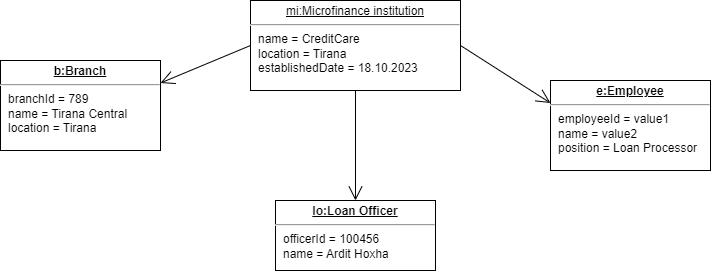 mi:Microfinance institution
name = CreditCare
location = Tirana
establishedDate = 18.10.2023
b:Branch
branchId = 789
name = Tirana Central
location = Tirana
e:Employee
employeeId = value1
name = value2
position = Loan Processor
lo:Loan Officer
officerId = 100456
name = Ardit Hoxha